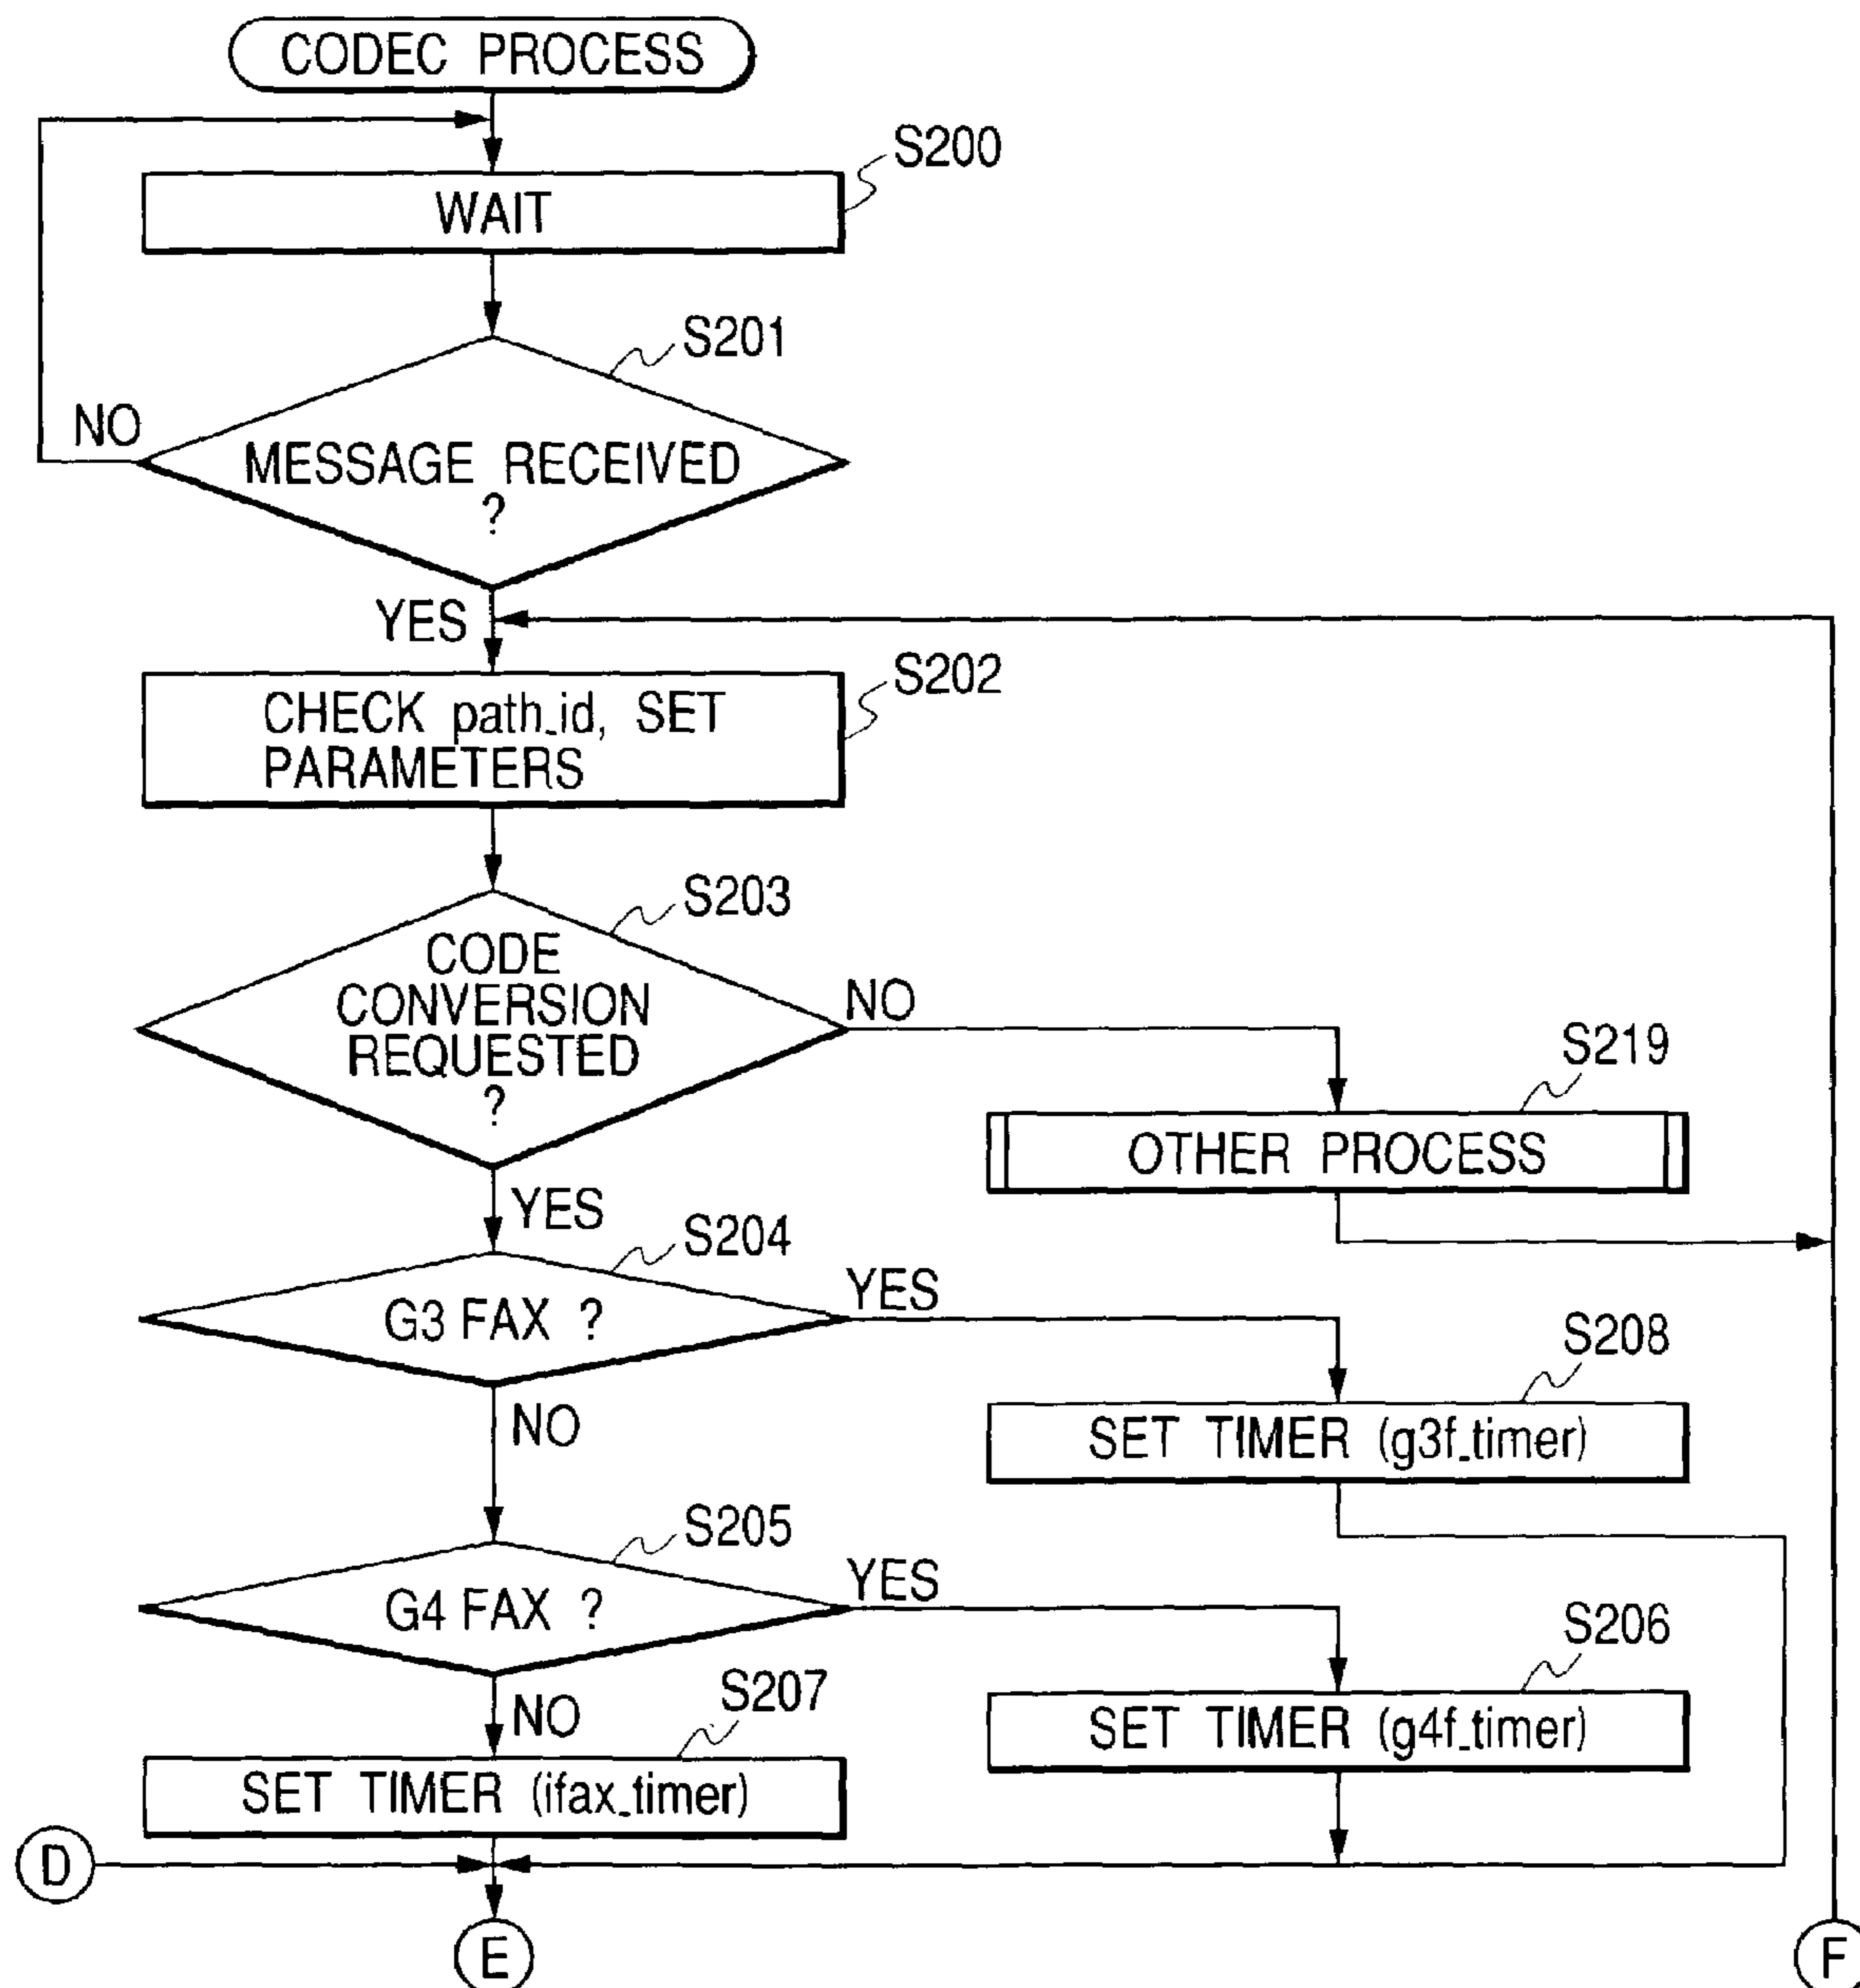 CODEC PROCESS
S200
WAIT
S201
NO
MESSAGE RECEIVED
?
YES
S202
CHECK path_id, SET
PARAMETERS
S203
CODE
CONVERSION
REQUESTED
?
NO
S219
OTHER PROCESS
YES
S204
G3 FAX ?
YES
S208
SET TIMER (g3f_timer)
NO
S205
G4 FAX ?
YES
S206
SET TIMER (g4f_timer)
NO
S207
SET TIMER (ifax_timer)
D
E
F